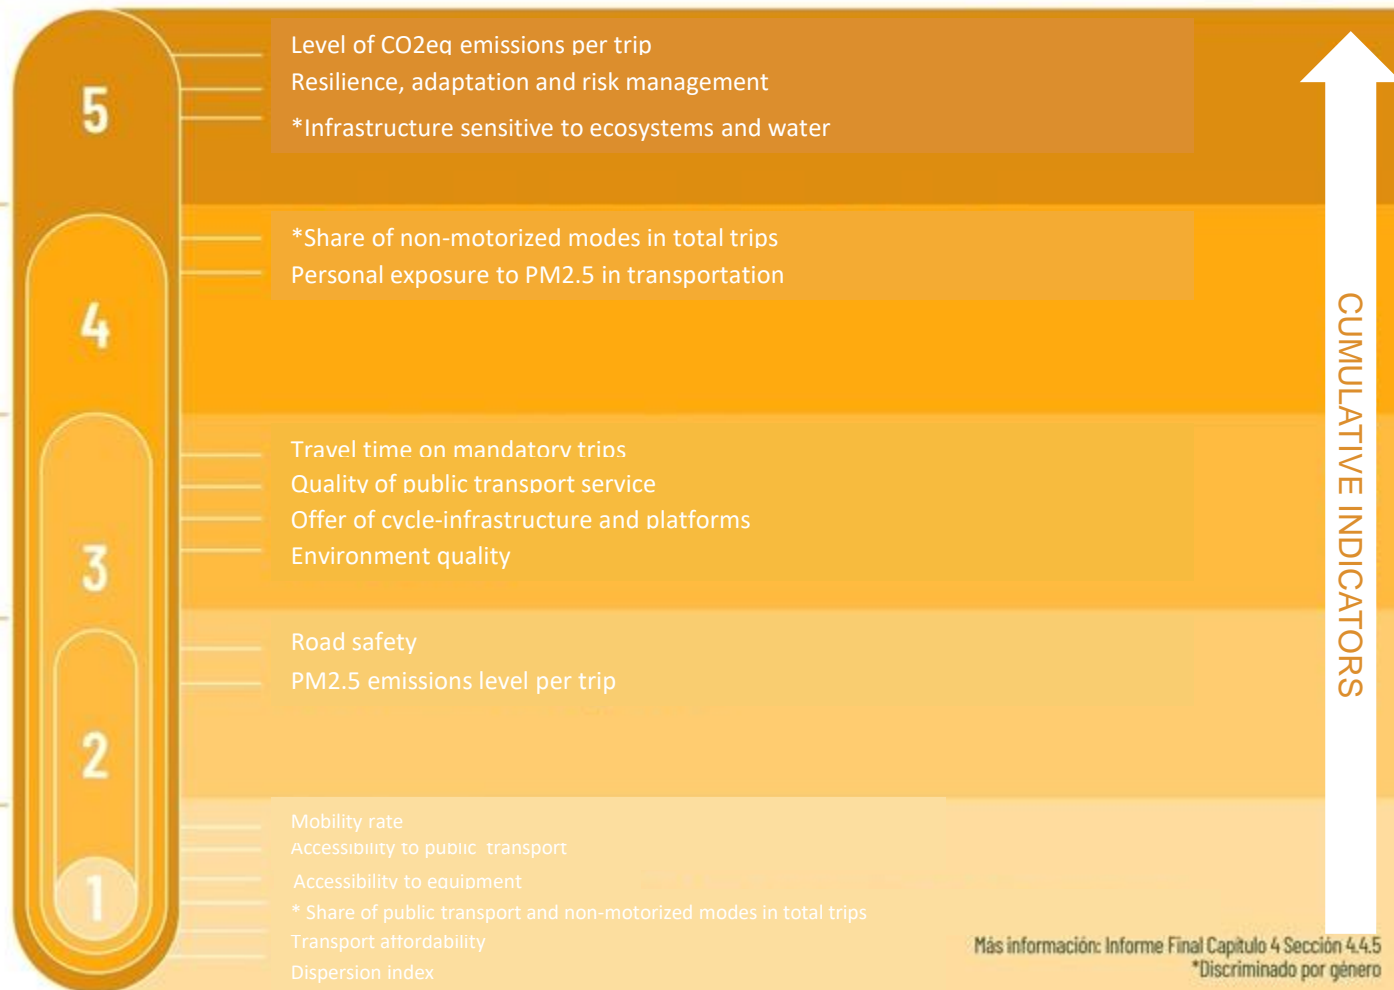 5
Level of CO2eq emissions per trip
Resilience, adaptation and risk management
*Infrastructure sensitive to ecosystems and water
4
*Share of non-motorized modes in total trips
Personal exposure to PM2.5 in transportation
3
Travel time on mandatory trips
Quality of public transport service
Offer of cycle-infrastructure and platforms
Environment quality
2
Road safety
PM2.5 emissions level per trip
1
Mobility rate
Accessibility to public transport
Accessibility to equipment
* Share of public transport and non-motorized modes in total trips
Transport affordability
Dispersion index
CUMULATIVE INDICATORS
Más información: Informe Final Capítulo 4 Sección 4.4.5
*Discriminado por género